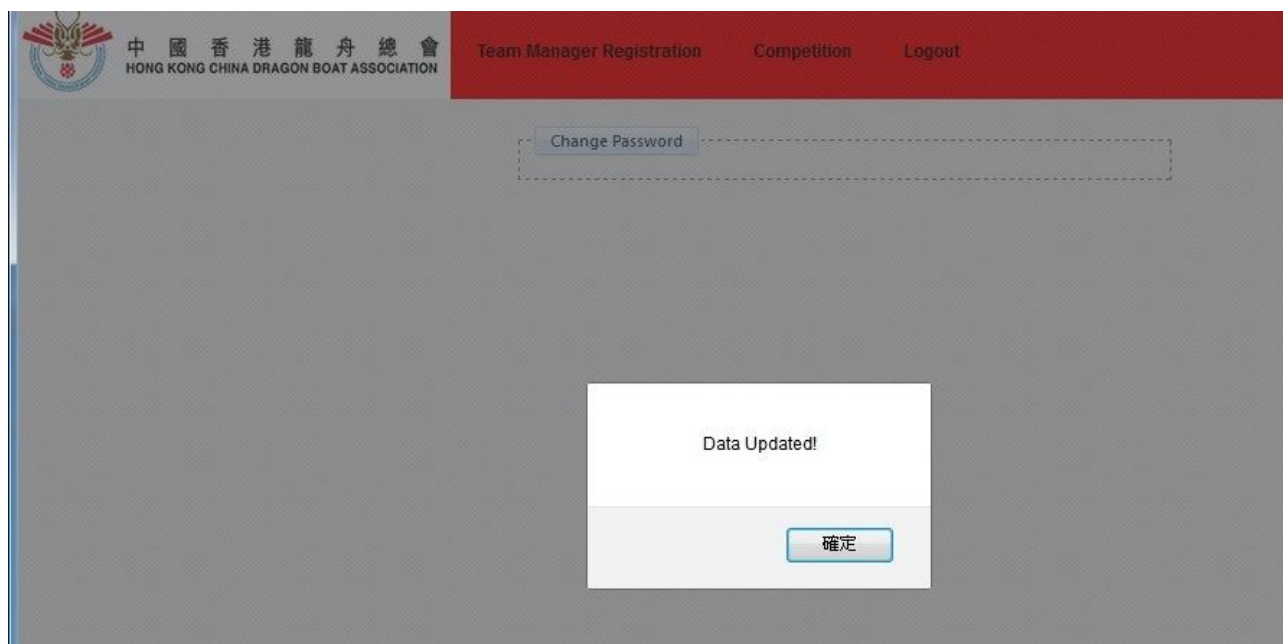 中國香港龍舟總會
HONG KONG CHINA DRAGON BOAT ASSOCIATION
Team Manager Registration
Competition
Logout
Change Password
Data Updated!
確定